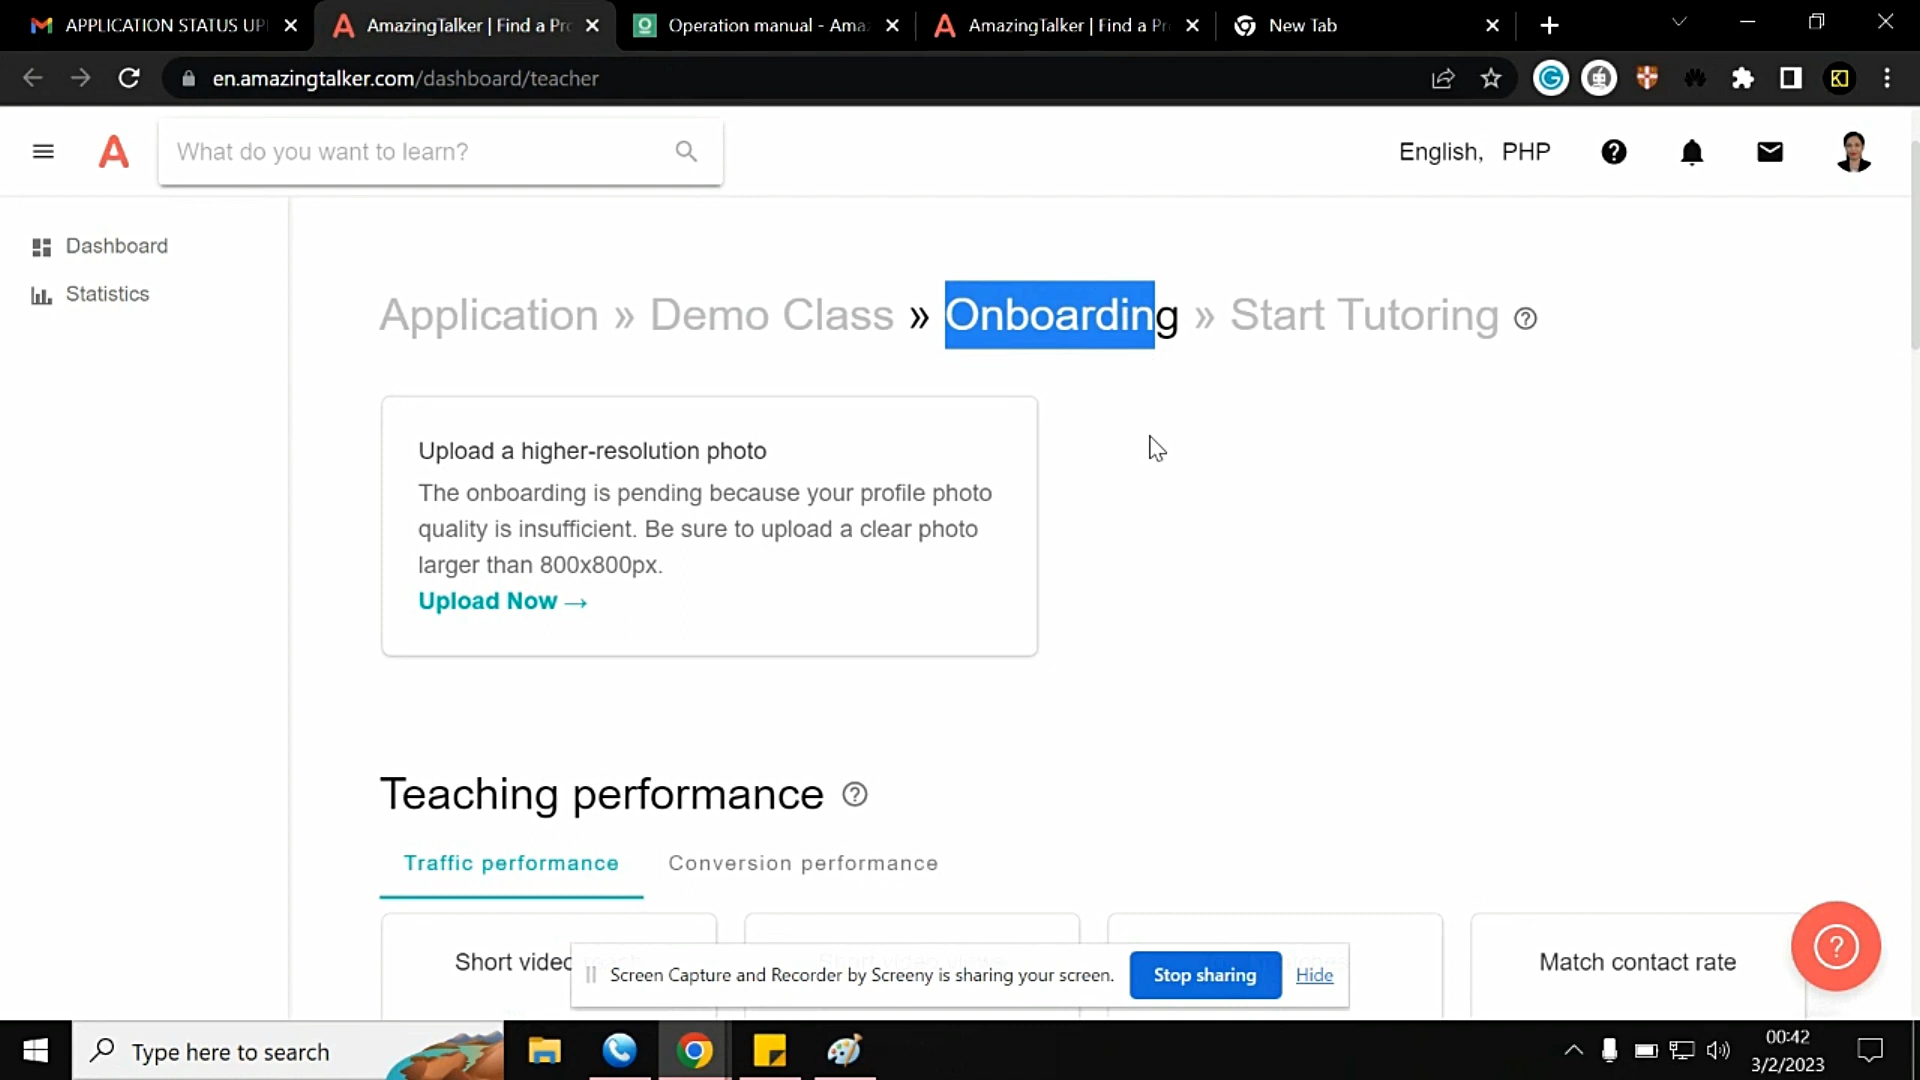 APPLICATION STATUS UP
AmazingTalker | Find a Pro
Operation manual - Ama
AmazingTalker | Find a Pr
New Tab
en.amazingtalker.com/dashboard/teacher
What do you want to learn?
English, PHP
Dashboard
Statistics
Application » Demo Class » Onboarding » Start Tutoring
Upload a higher-resolution photo
The onboarding is pending because your profile photo
quality is insufficient. Be sure to upload a clear photo
larger than 800x800px.
Upload Now →
Teaching performance
Traffic performance
Conversion performance
Short video
Match contact rate
Screen Capture and Recorder by Screeny is sharing your screen.
Stop sharing
Hide
Type here to search
00:42
3/2/2023